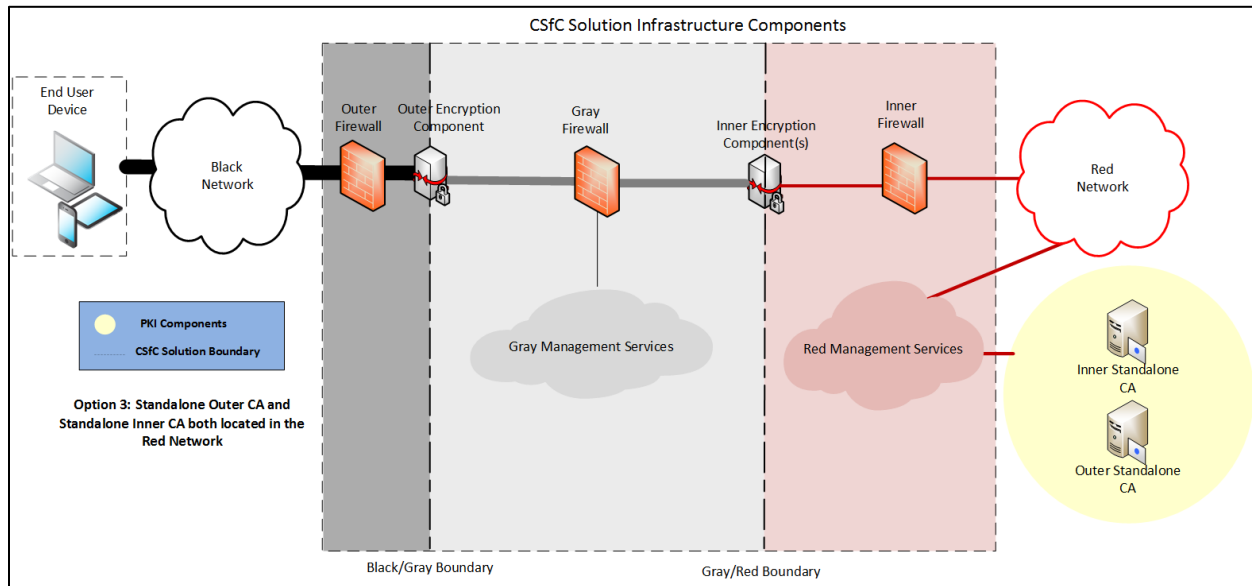 CSfC Solution Infrastructure Components
End User
Device
Black
Network
Outer
Firewall
Outer Encryption
Component
Gray
Firewall
Inner Encryption
Component(s)
Inner
Firewall
Red
Network
PKI Components
CSfC Solution Boundary
Option 3: Standalone Outer CA and
Standalone Inner CA both located in the
Red Network
Gray Management Services
Red Management Services
Inner Standalone
CA
Outer Standalone
CA
Black/Gray Boundary
Gray/Red Boundary